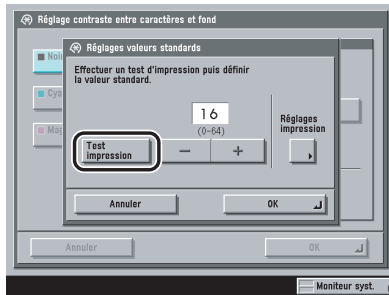 Réglage contraste entre caractères et fond
Réglages valeurs standards
Effectuer un test d'impression puis définir
la valeur standard.
16
(0-64)
Réglages
impression
Test
impression
−
+
Annuler
OK
Annuler
OK
Moniteur syst.